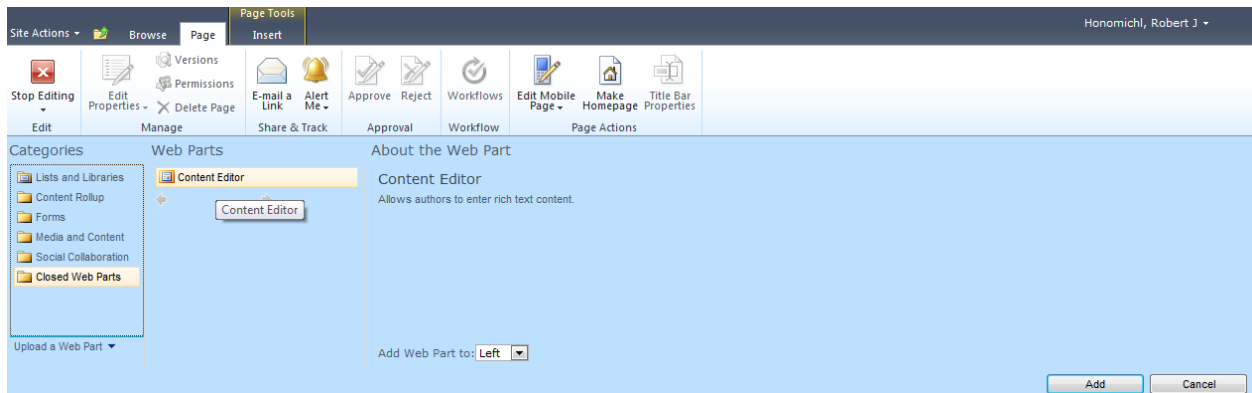 Page Tools
Honomichl, Robert J
Site Actions Browse Page Insert
Stop Editing
Edit
Edit Properties
Versions
Permissions
Delete Page
Manage
E-mail a Link
Alert Me
Share & Track
Approve Reject
Approval
Workflows
Workflow
Edit Mobile Page
Make Homepage
Title Bar Properties
Page Actions
Categories
Lists and Libraries
Content Rollup
Forms
Media and Content
Social Collaboration
Closed Web Parts
Upload a Web Part
Web Parts
Content Editor
Content Editor
About the Web Part
Content Editor
Allows authors to enter rich text content.
Add Web Part to: Left
Add Cancel